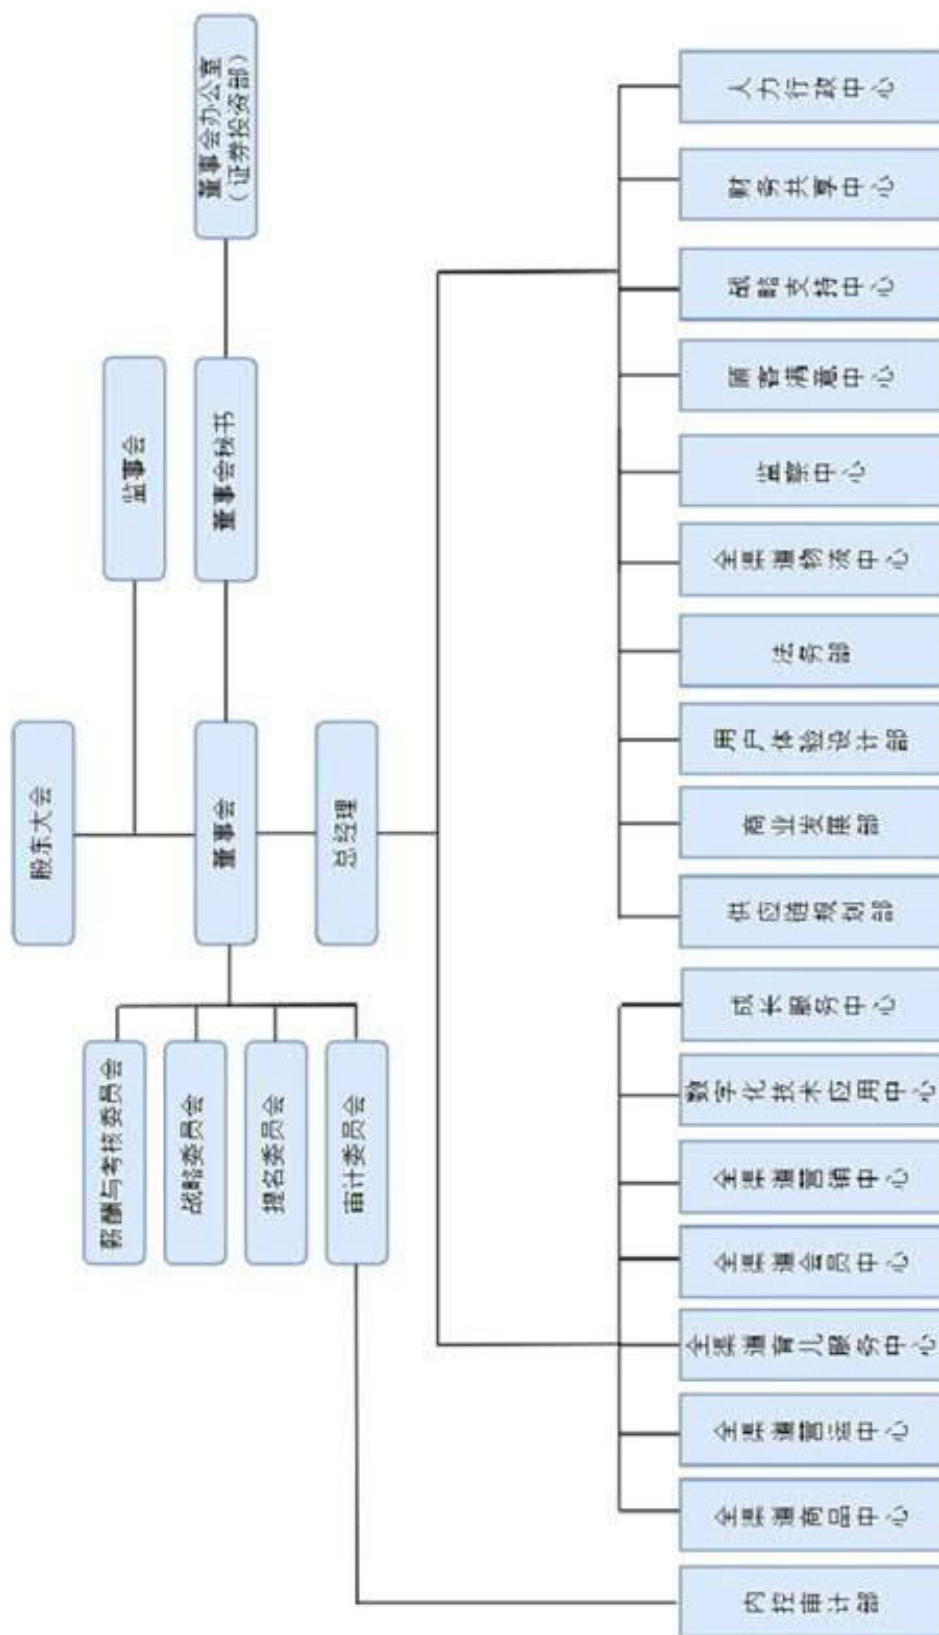 股东大会
监事会
董事会
董事会秘书
董事会办公室
（证券投资部）
薪酬与考核委员会
战略委员会
提名委员会
审计委员会
总经理
内控审计部
全渠道商品中心
全渠道营运中心
全渠道育儿服务中心
全渠道会员中心
全渠道营销中心
数字化技术应用中心
成长服务中心
供应链规划部
商业发展部
用户体验设计部
法务部
全渠道物流中心
监察中心
顾客满意中心
战略支持中心
财务共享中心
人力行政中心